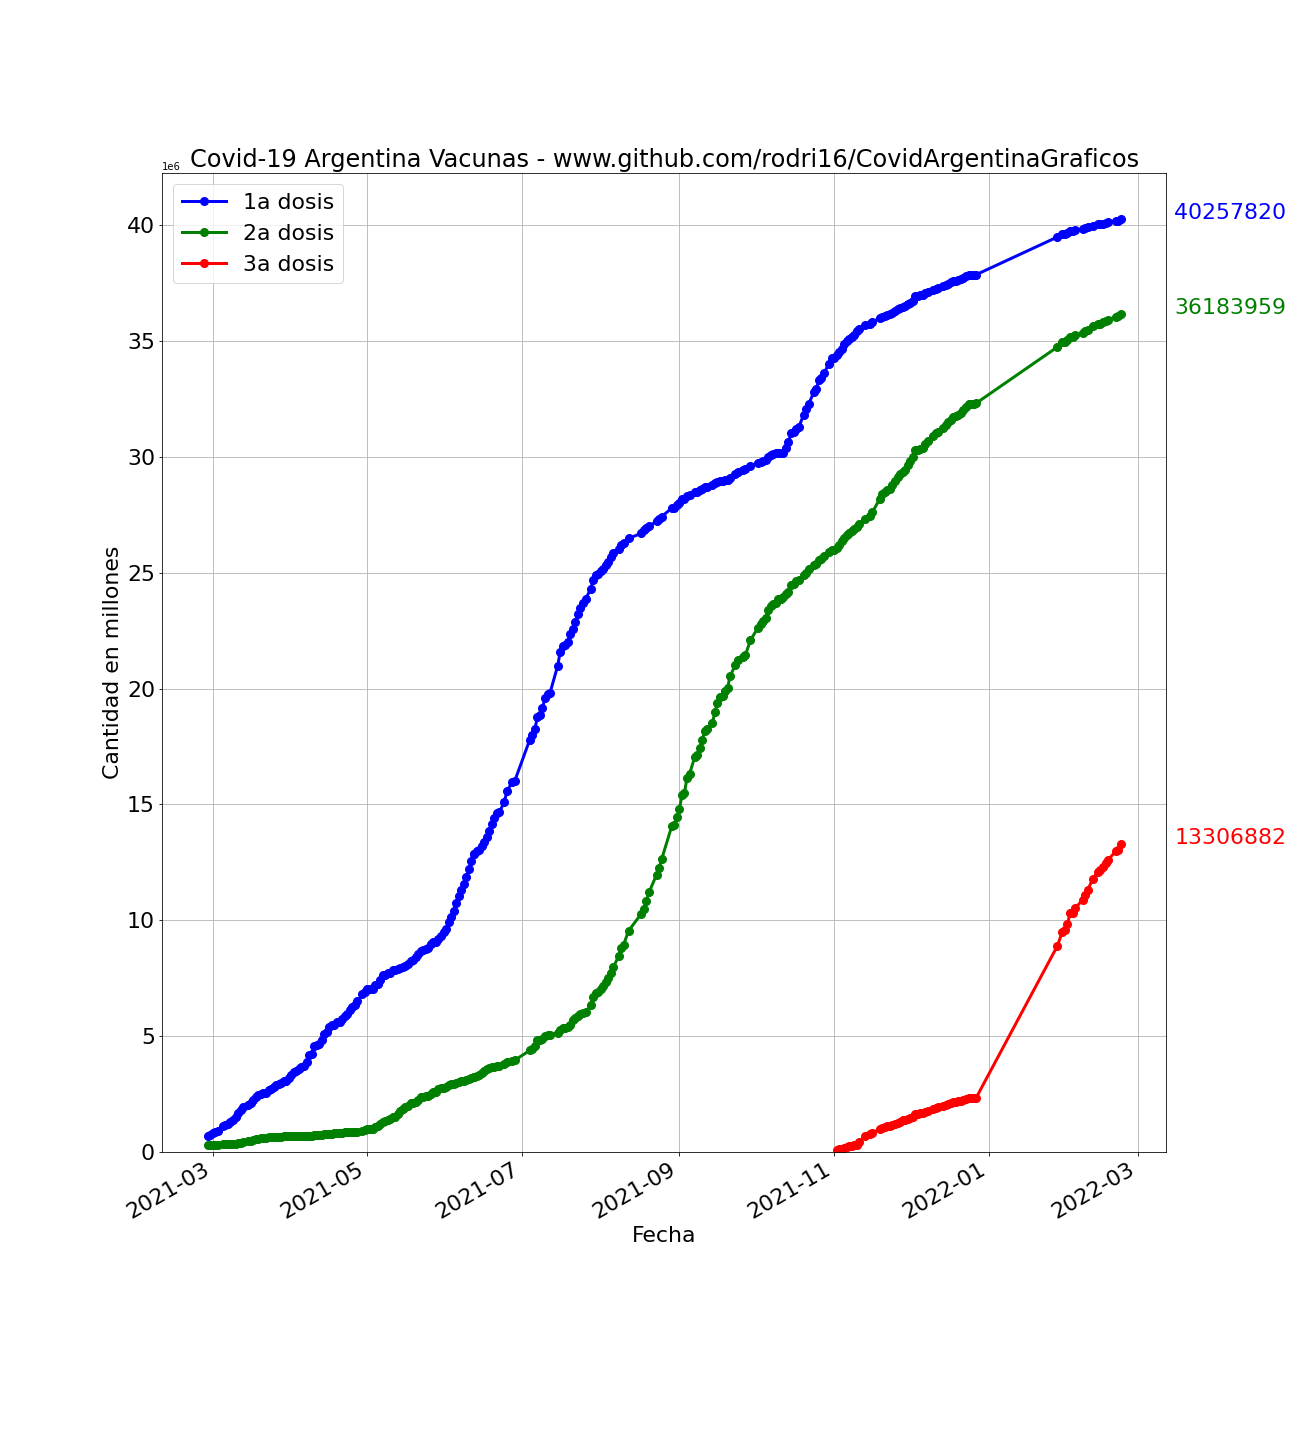 Covid-19 Argentina Vacunas - www.github.com/rodri16/CovidArgentinaGraficos
1e6
1a dosis
2a dosis
3a dosis
40257820
36183959
13306882
Cantidad en millones
40
35
30
25
20
15
10
5
0
2021-03
2021-05
2021-07
2021-09
2021-11
2022-01
2022-03
Fecha